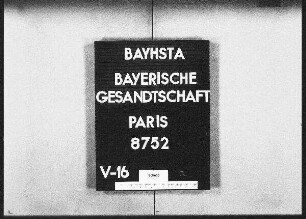 BAYHSTA
BAYERISCHE
GESANDTSCHAFT
PARIS
8752
V-16